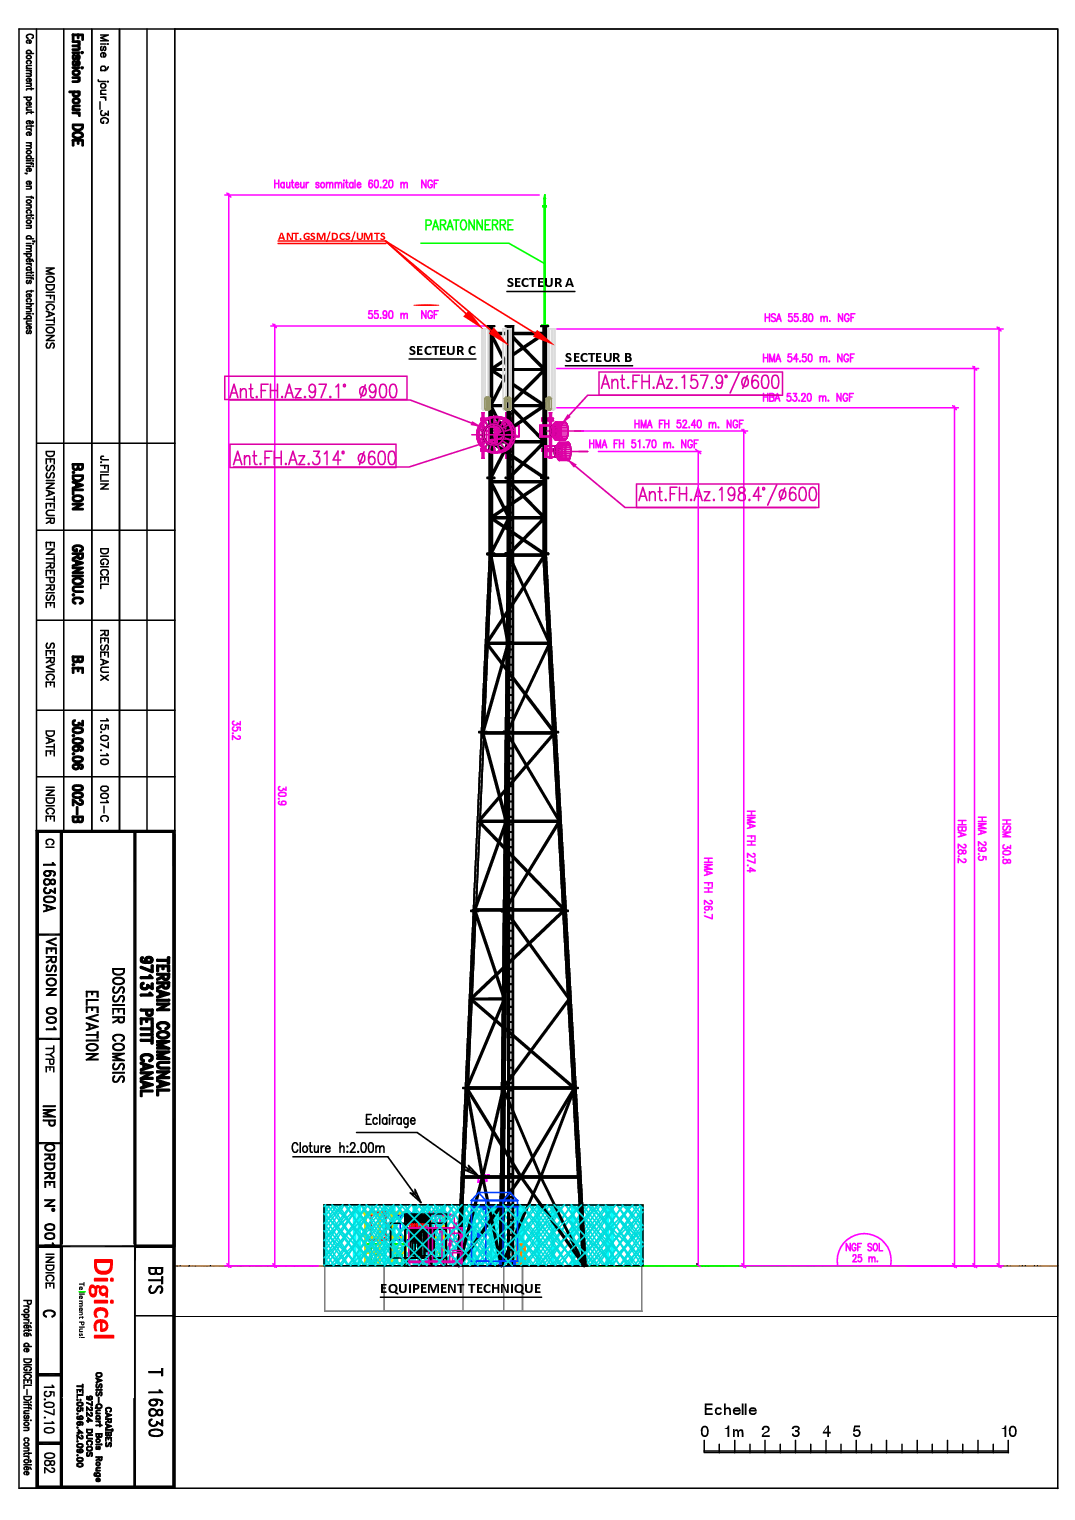 Hauteur sommitale 60.20 m NGF
PARATONNERRE
ANT.GSM/DCS/UMTS
SECTEUR A
55.90 m NGF
HSA 55.80 m. NGF
SECTEUR C
SECTEUR B
HMA 54.50 m. NGF
Ant.FH.Az.97.1° ø900
Ant.FH.Az.157.9°/ø600
HBA 53.20 m. NGF
HMA FH 52.40 m. NGF
HMA FH 51.70 m. NGF
Ant.FH.Az.314° ø600
Ant.FH.Az.198.4°/ø600
35.2
30.9
HMA FH 26.7
HMA FH 27.4
HBA 28.2
HMA 29.5
HSM 30.8
Eclairage
Cloture h:2.00m
NGF SOL
25 m.
EQUIPEMENT TECHNIQUE
Echelle
0 1m 2 3 4 5 10
Mise à jour_3G
J.FILIN
DIGICEL
RESEAUX
15.07.10
001-C
Emission pour DOE
B.DALON
GRANIOU.C
B.E
30.06.06
002-B
MODIFICATIONS
DESSINATEUR
ENTREPRISE
SERVICE
DATE
INDICE
Ce document peut être modifie, en fonction d'impératifs techniques
TERRAIN COMMUNAL
97131 PETIT CANAL
DOSSIER COMSIS
ELEVATION
CI 16830A
VERSION 001
TYPE IMP
ORDRE N° 001
INDICE C
15.07.10
082
BTS
T 16830
Digicel
Tellement Plus!
CARAÏBES
OASIS-Quart Bois Rouge
97224 DUCOS
TEL:05.96.42.09.00
Propriété de DIGICEL-Diffusion contrôlée